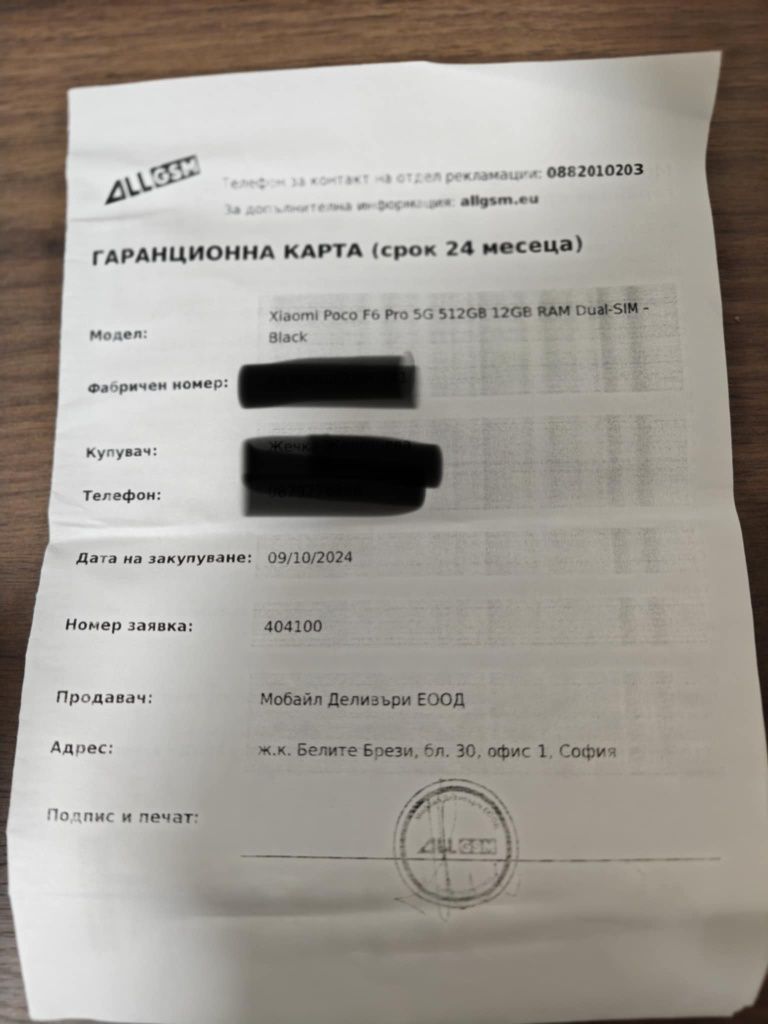 ALLGSM
Телефон за контакт на отдел рекламации: 0882010203
За допълнителна информация: allgsm.eu
ГАРАНЦИОННА КАРТА (срок 24 месеца)
Модел: Xiaomi Poco F6 Pro 5G 512GB 12GB RAM Dual-SIM –
Black
Фабричен номер:
Купувач:
Телефон:
Дата на закупуване: 09/10/2024
Номер заявка: 404100
Продавач: Мобайл Деливъри ЕООД
Адрес: ж.к. Белите Брези, бл. 30, офис 1, София
Подпис и печат:
ALLGSM